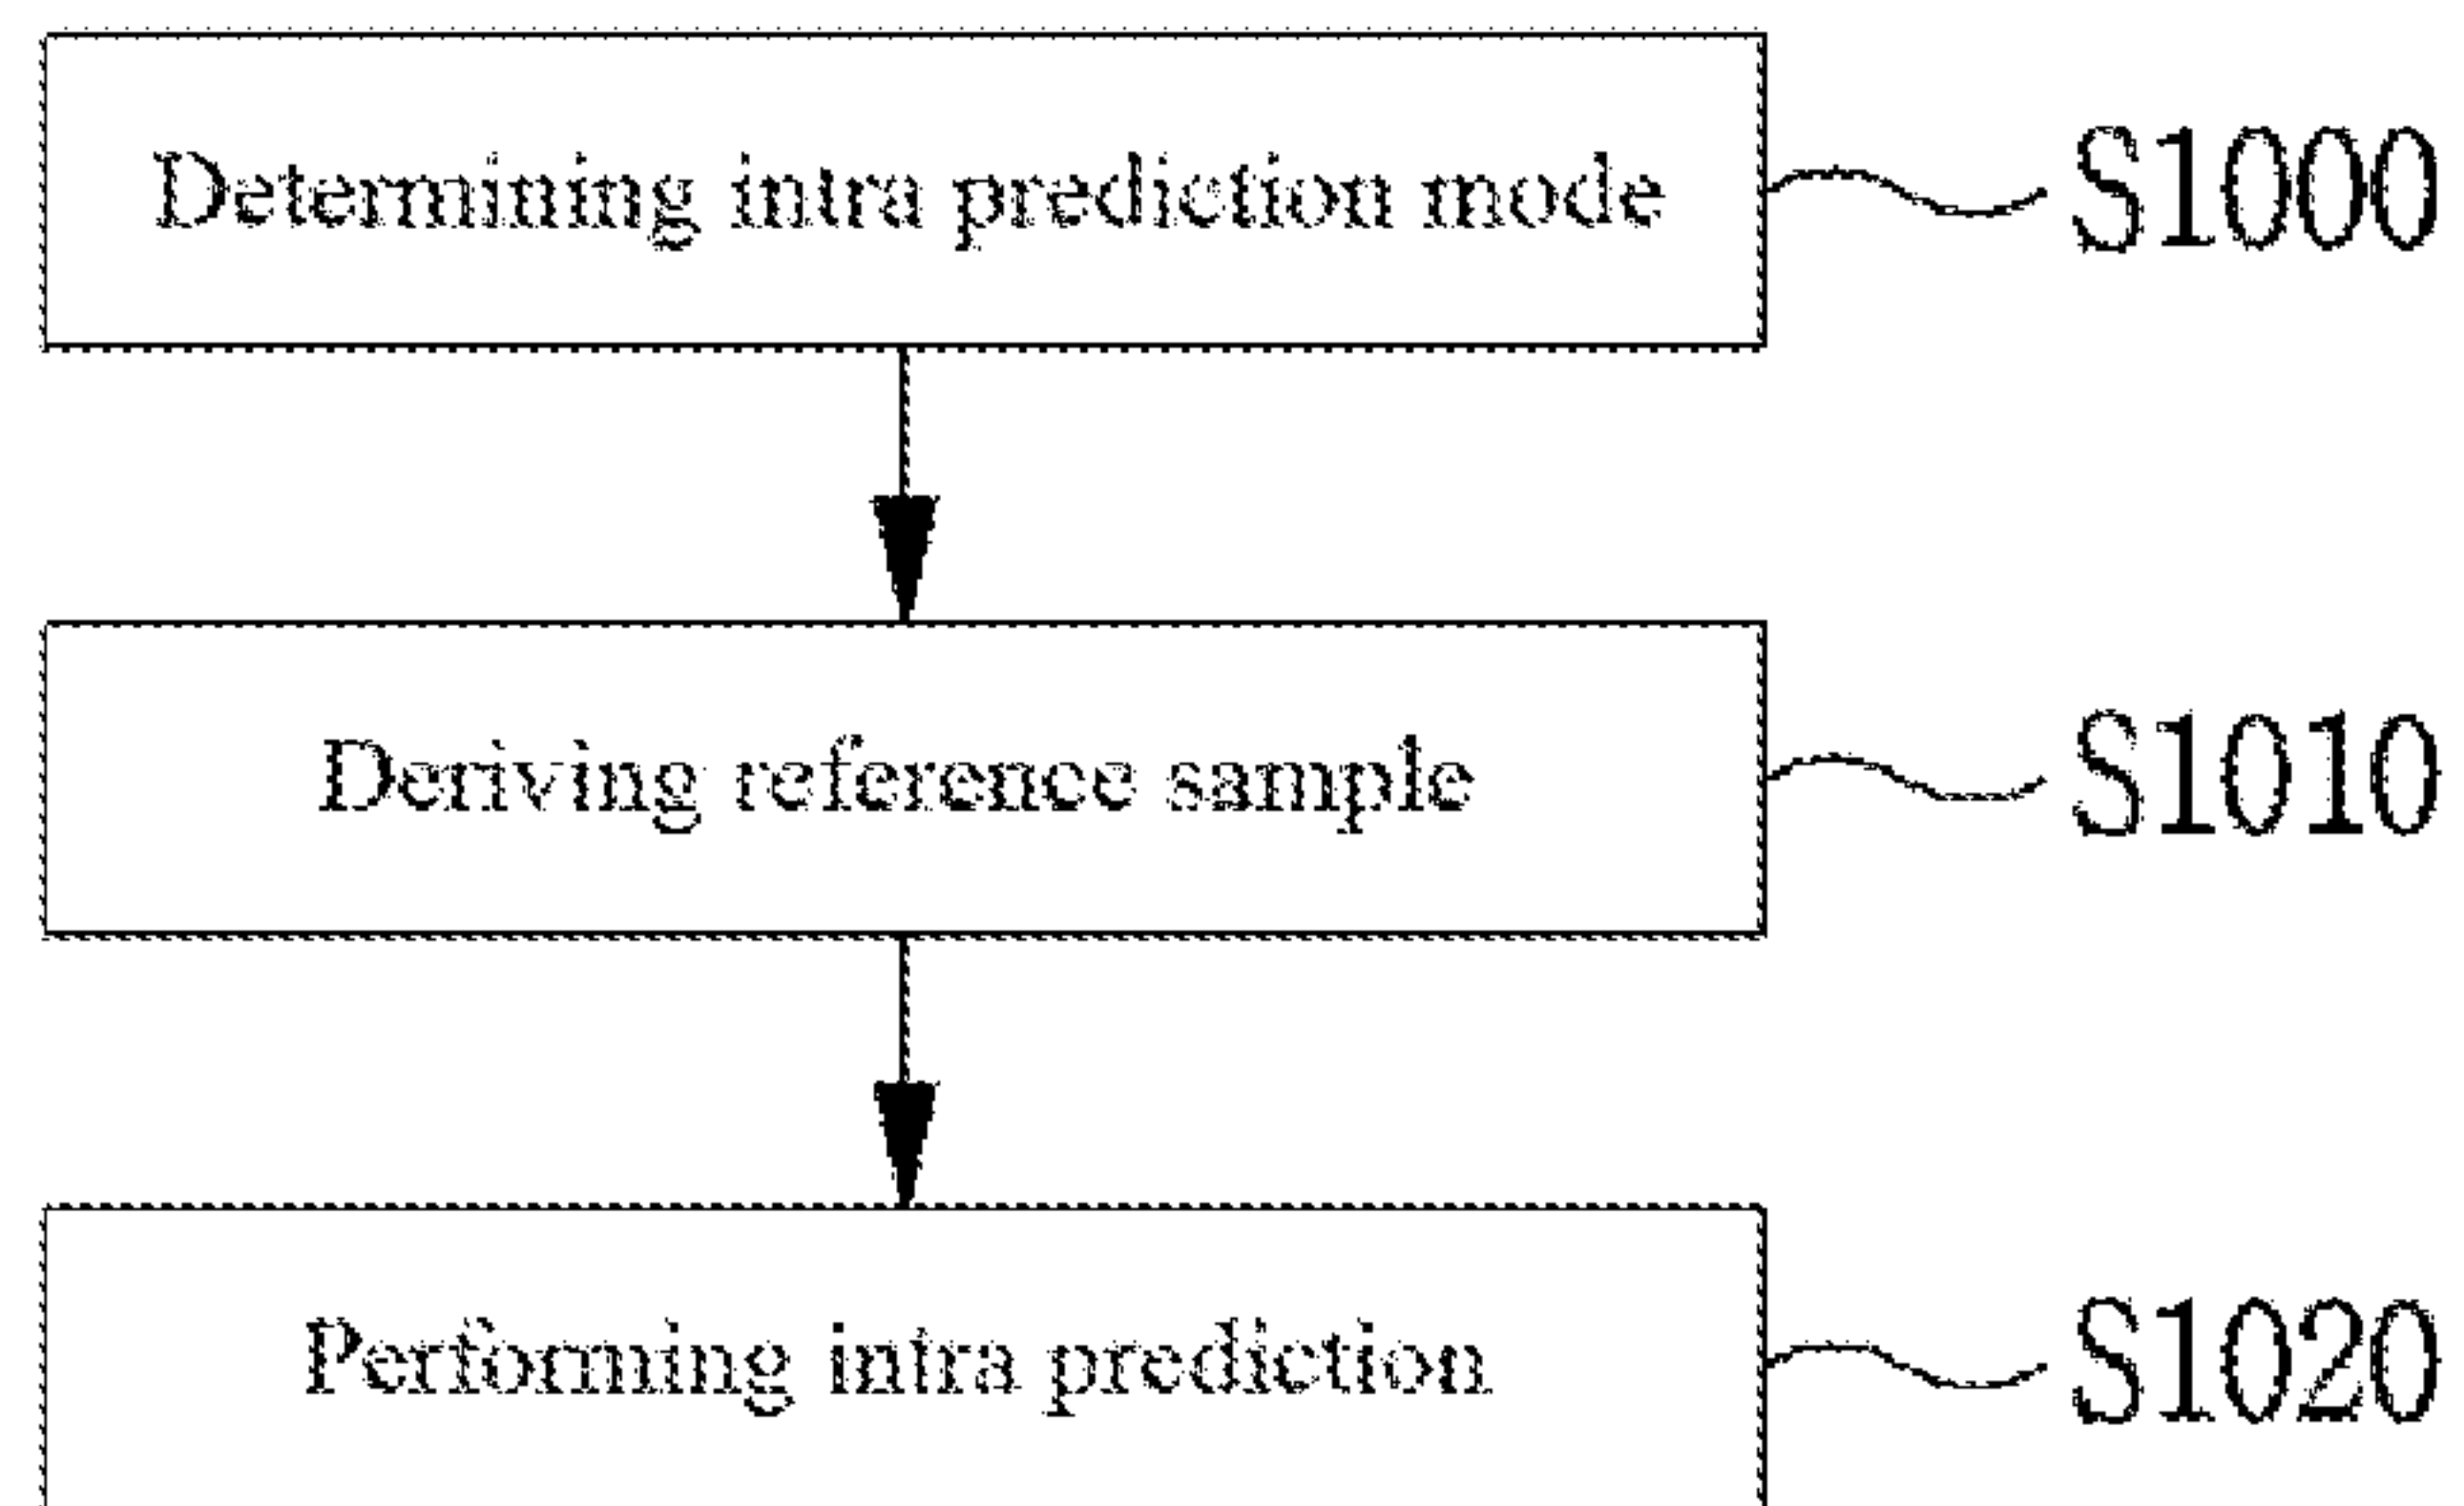 Determining intra prediction mode S1000
Deriving reference sample S1010
Performing intra prediction S1020